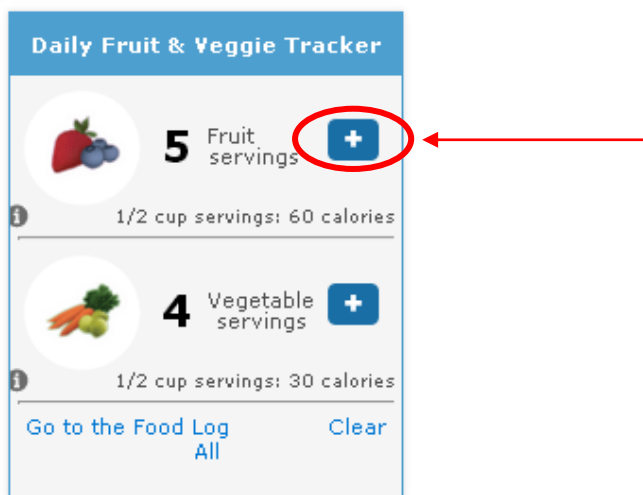 Daily Fruit & Veggie Tracker
5 Fruit servings +
1/2 cup servings: 60 calories
4 Vegetable servings +
1/2 cup servings: 30 calories
Go to the Food Log Clear
All